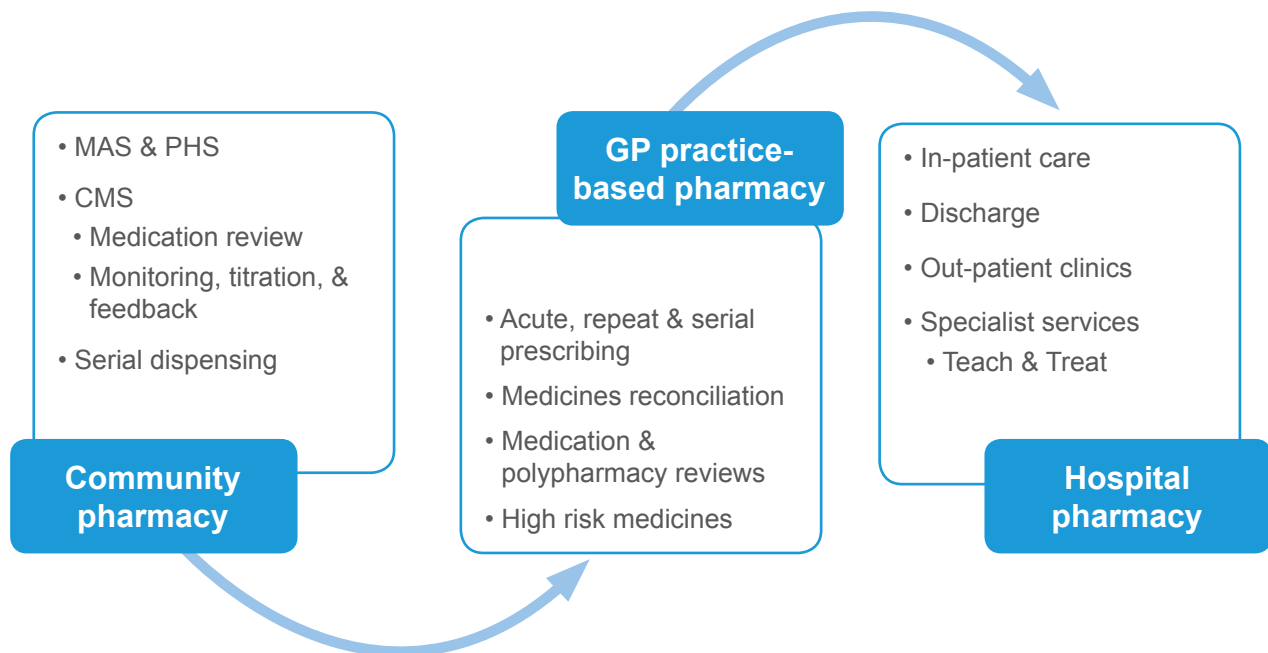 • MAS & PHS
• CMS
• Medication review
• Monitoring, titration, &
feedback
• Serial dispensing
Community
pharmacy
GP practice-
based pharmacy
• Acute, repeat & serial
prescribing
• Medicines reconciliation
• Medication &
polypharmacy reviews
• High risk medicines
• In-patient care
• Discharge
• Out-patient clinics
• Specialist services
• Teach & Treat
Hospital
pharmacy